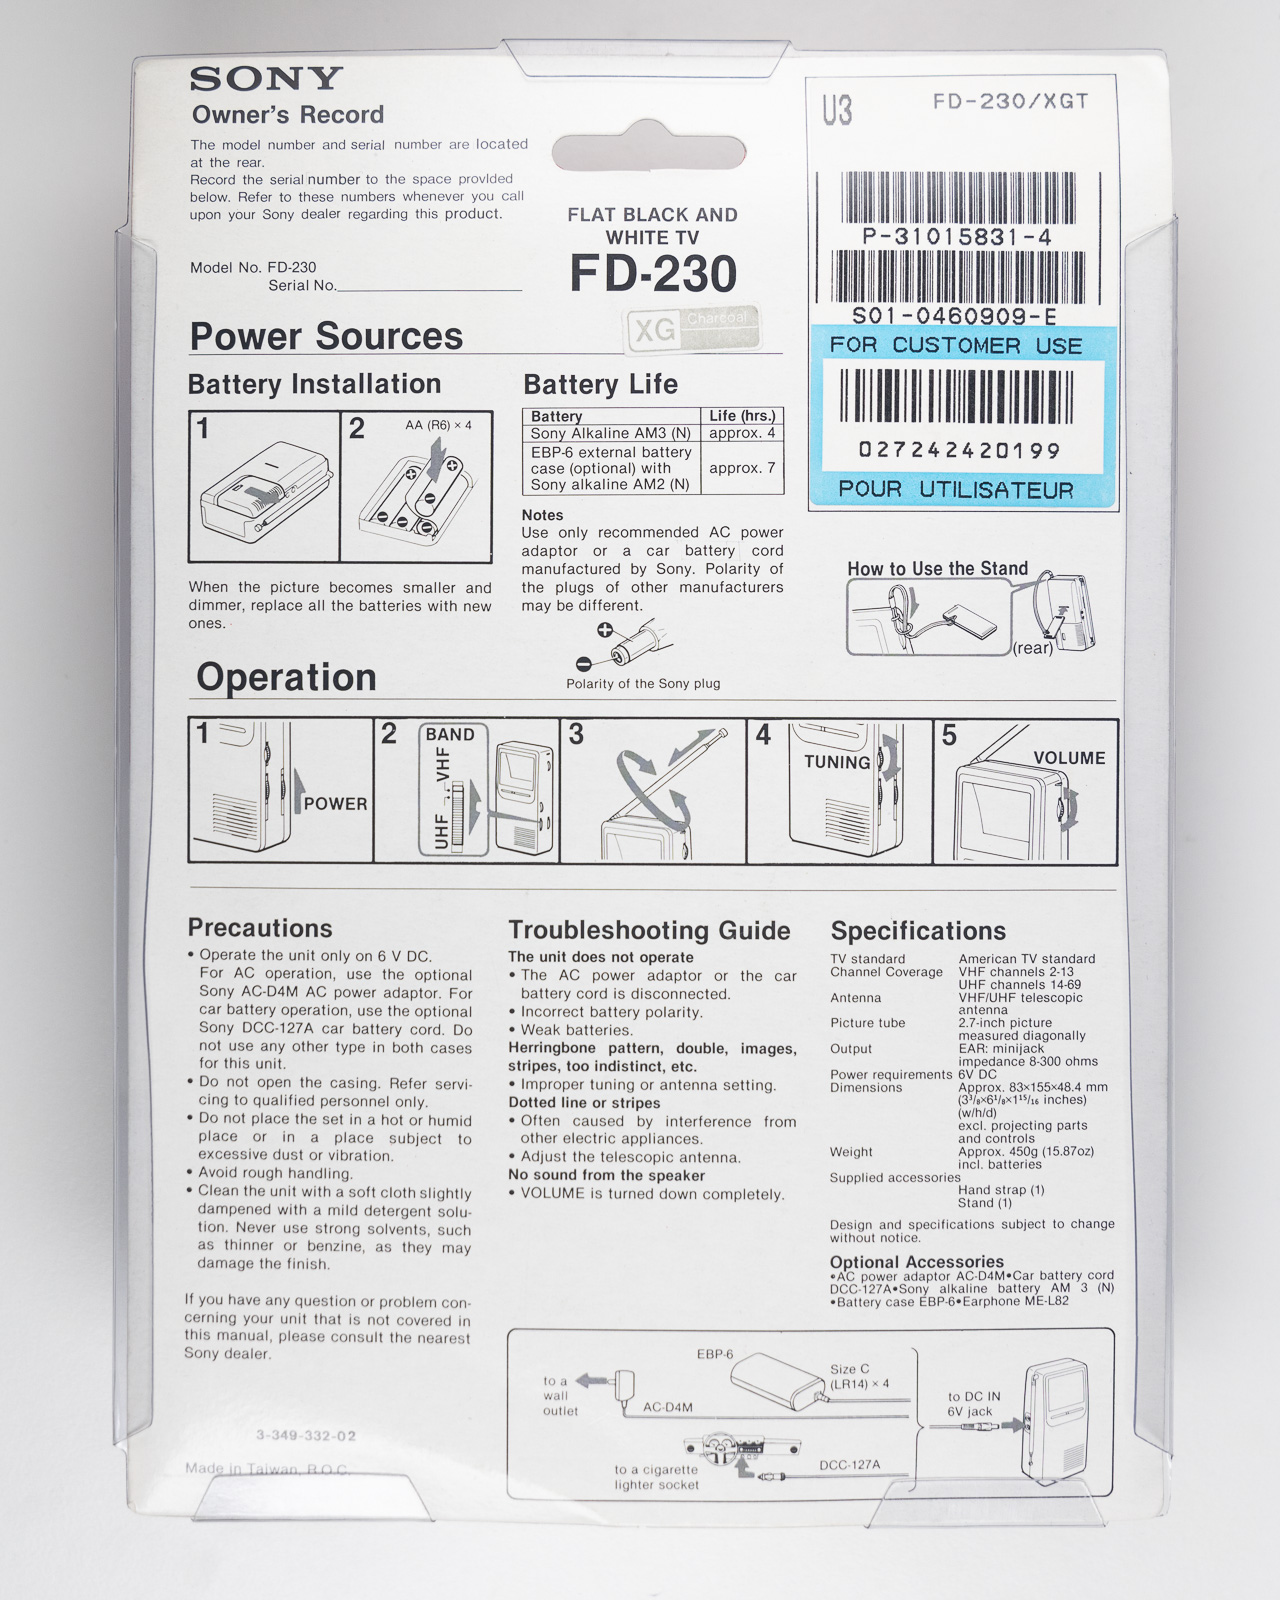 SONY
Owner's Record
The model number and serial number are located
at the rear.
Record the serial number to the space provided
below. Refer to these numbers whenever you call
upon your Sony dealer regarding this product.
Model No. FD-230
Serial No.
FLAT BLACK AND
WHITE TV
FD-230
XG Charcoal
U3 FD-230/XGT
P-31015831-4
S01-0460909-E
FOR CUSTOMER USE
027242420199
POUR UTILISATEUR
Power Sources
Battery Installation
1
2 AA (R6) × 4
When the picture becomes smaller and
dimmer, replace all the batteries with new
ones.
Battery Life
Battery Life (hrs.)
Sony Alkaline AM3 (N) approx. 4
EBP-6 external battery
case (optional) with approx. 7
Sony alkaline AM2 (N)
Notes
Use only recommended AC power
adaptor or a car battery cord
manufactured by Sony. Polarity of
the plugs of other manufacturers
may be different.
Polarity of the Sony plug
How to Use the Stand
(rear)
Operation
1 POWER
2 BAND
UHF VHF
3
4 TUNING
5 VOLUME
Precautions
• Operate the unit only on 6 V DC.
For AC operation, use the optional
Sony AC-D4M AC power adaptor. For
car battery operation, use the optional
Sony DCC-127A car battery cord. Do
not use any other type in both cases
for this unit.
• Do not open the casing. Refer servi-
cing to qualified personnel only.
• Do not place the set in a hot or humid
place or in a place subject to
excessive dust or vibration.
• Avoid rough handling.
• Clean the unit with a soft cloth slightly
dampened with a mild detergent solu-
tion. Never use strong solvents, such
as thinner or benzine, as they may
damage the finish.
If you have any question or problem con-
cerning your unit that is not covered in
this manual, please consult the nearest
Sony dealer.
3-349-332-02
Made in Taiwan, R.O.C.
Troubleshooting Guide
The unit does not operate
• The AC power adaptor or the car
battery cord is disconnected.
• Incorrect battery polarity.
• Weak batteries.
Herringbone pattern, double, images,
stripes, too indistinct, etc.
• Improper tuning or antenna setting.
Dotted line or stripes
• Often caused by interference from
other electric appliances.
• Adjust the telescopic antenna.
No sound from the speaker
• VOLUME is turned down completely.
Specifications
TV standard American TV standard
Channel Coverage VHF channels 2-13
UHF channels 14-69
Antenna VHF/UHF telescopic
antenna
Picture tube 2.7-inch picture
measured diagonally
Output EAR: minijack
impedance 8-300 ohms
Power requirements 6V DC
Dimensions Approx. 83×155×48.4 mm
(3 3/8×6 1/8×1 15/16 inches)
(w/h/d)
excl. projecting parts
and controls
Weight Approx. 450g (15.87oz)
incl. batteries
Supplied accessories
Hand strap (1)
Stand (1)
Design and specifications subject to change
without notice.
Optional Accessories
•AC power adaptor AC-D4M•Car battery cord
DCC-127A•Sony alkaline battery AM 3 (N)
•Battery case EBP-6•Earphone ME-L82
to a
wall
outlet
AC-D4M
EBP-6
Size C
(LR14) × 4
to DC IN
6V jack
to a cigarette
lighter socket
DCC-127A